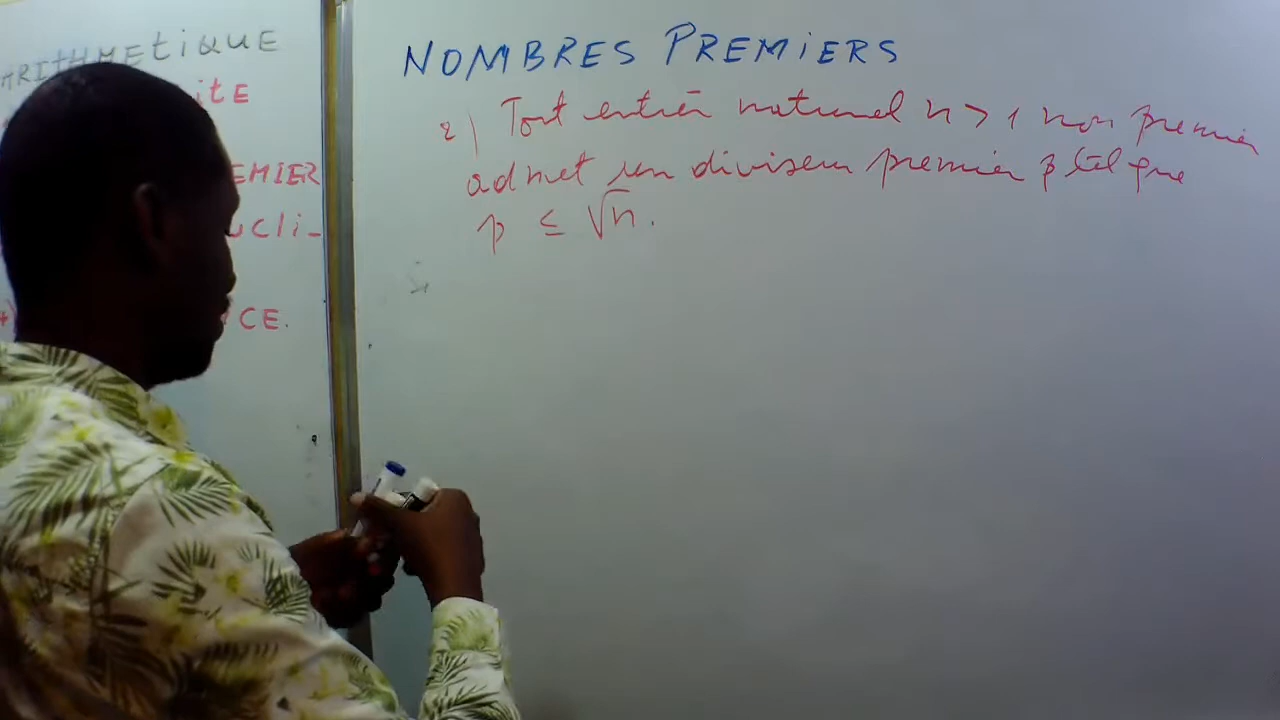 ARITHMETIQUE
ITE
EMIER
UCLI-
CE.
NOMBRES PREMIERS
2) Tout entier naturel n > 1 non premier
admet un diviseur premier p tel que
p ≤ √n.